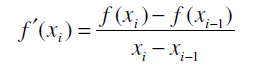 f′(xᵢ) = (f(xᵢ) − f(xᵢ₋₁)) / (xᵢ − xᵢ₋₁)